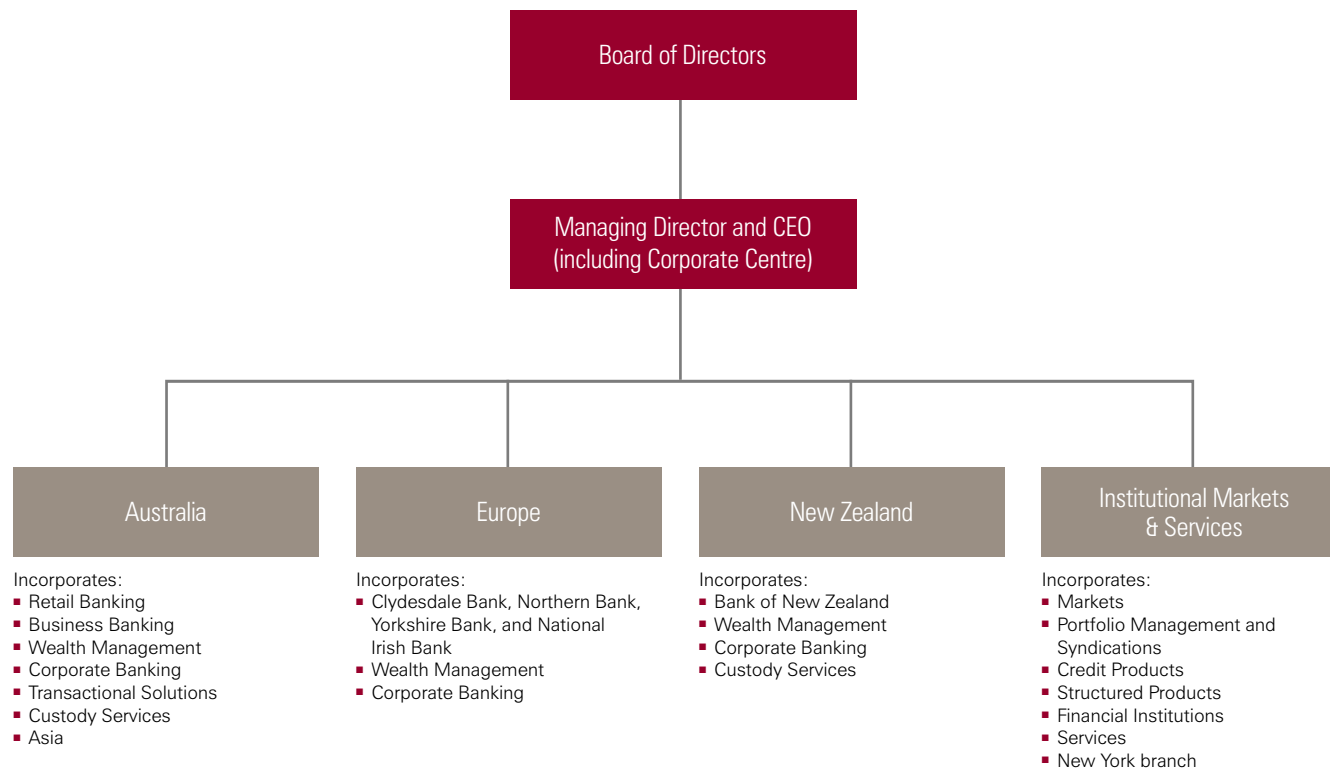 Board of Directors
Managing Director and CEO
(including Corporate Centre)
Australia
Incorporates:
▪ Retail Banking
▪ Business Banking
▪ Wealth Management
▪ Corporate Banking
▪ Transactional Solutions
▪ Custody Services
▪ Asia
Europe
Incorporates:
▪ Clydesdale Bank, Northern Bank,
Yorkshire Bank, and National
Irish Bank
▪ Wealth Management
▪ Corporate Banking
New Zealand
Incorporates:
▪ Bank of New Zealand
▪ Wealth Management
▪ Corporate Banking
▪ Custody Services
Institutional Markets
& Services
Incorporates:
▪ Markets
▪ Portfolio Management and
Syndications
▪ Credit Products
▪ Structured Products
▪ Financial Institutions
▪ Services
▪ New York branch